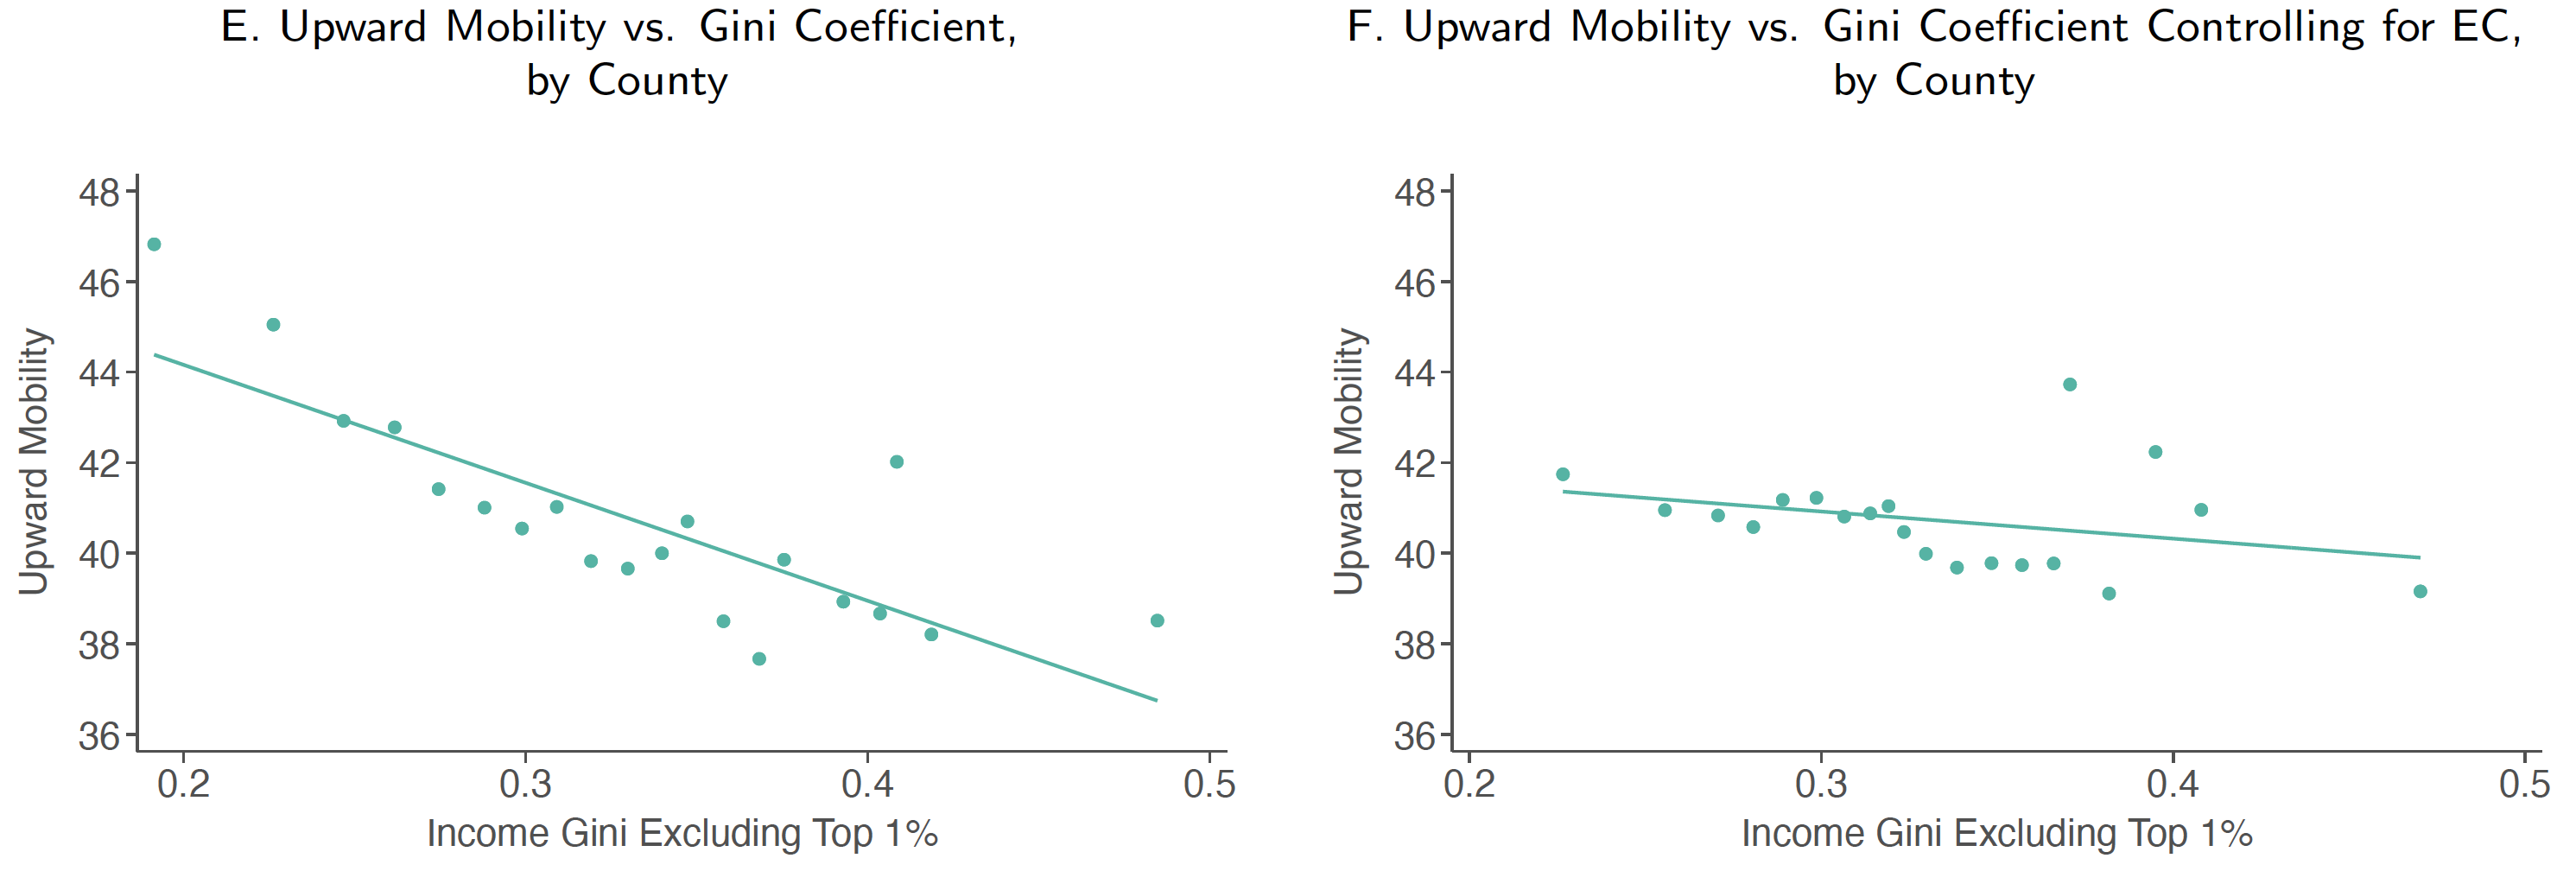 E. Upward Mobility vs. Gini Coefficient,
by County
48
46
44
42
40
38
36
Upward Mobility
0.2 0.3 0.4 0.5
Income Gini Excluding Top 1%
F. Upward Mobility vs. Gini Coefficient Controlling for EC,
by County
48
46
44
42
40
38
36
Upward Mobility
0.2 0.3 0.4 0.5
Income Gini Excluding Top 1%